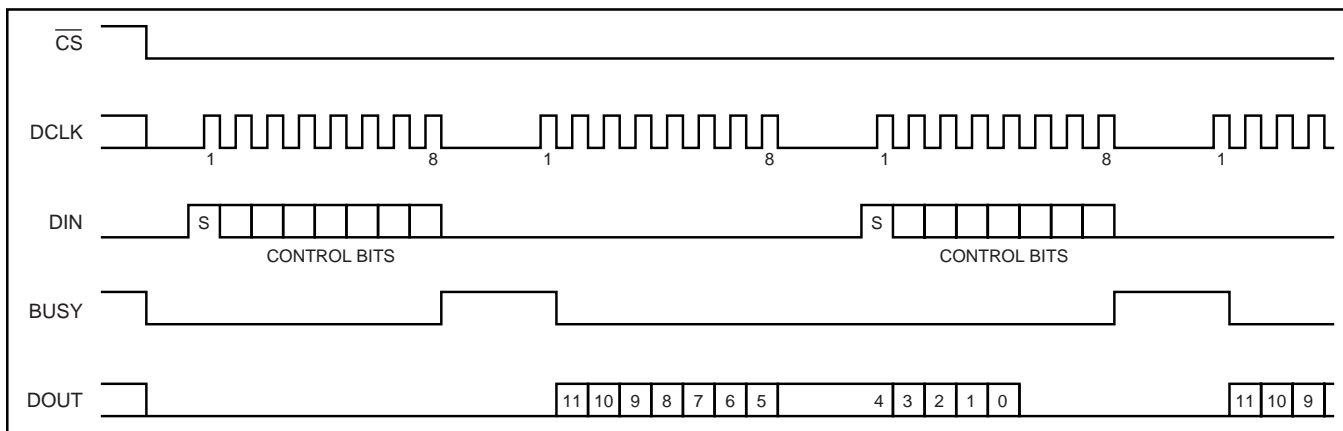 CS
DCLK
1 8 1 8 1 8 1
DIN
S S
CONTROL BITS CONTROL BITS
BUSY
DOUT
11 10 9 8 7 6 5 4 3 2 1 0 11 10 9